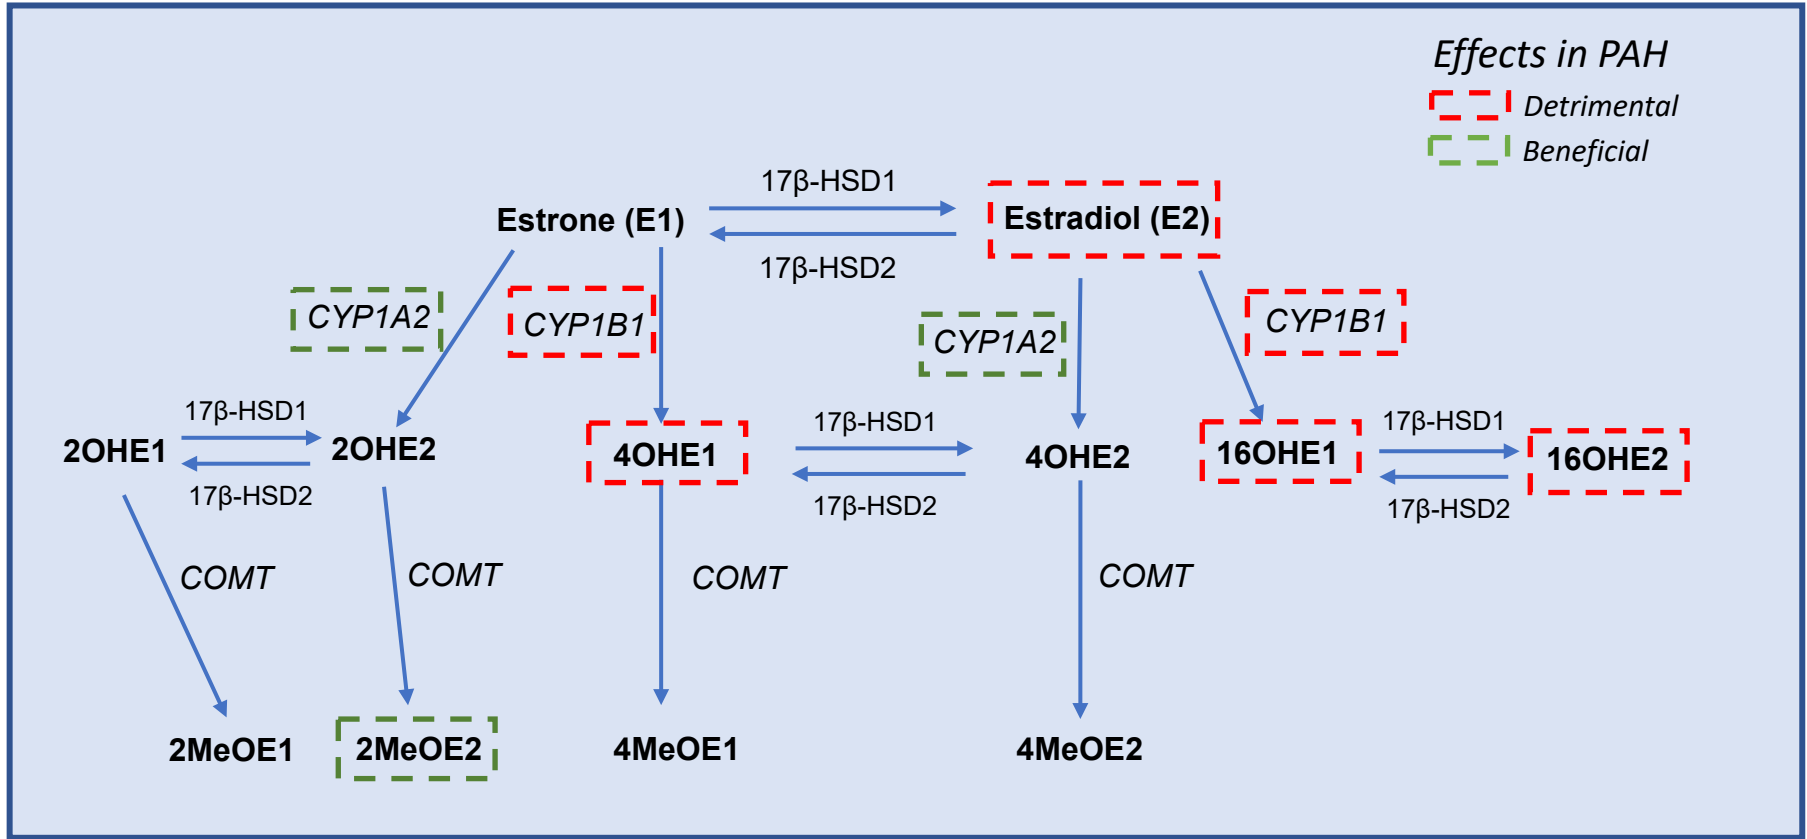 Effects in PAH
Detrimental
Beneficial
17β-HSD1
Estrone (E1)
Estradiol (E2)
17β-HSD2
CYP1A2
CYP1B1
CYP1A2
CYP1B1
17β-HSD1
17β-HSD1
17β-HSD1
2OHE1
2OHE2
4OHE1
4OHE2
16OHE1
16OHE2
17β-HSD2
17β-HSD2
17β-HSD2
COMT
COMT
COMT
COMT
2MeOE1
2MeOE2
4MeOE1
4MeOE2